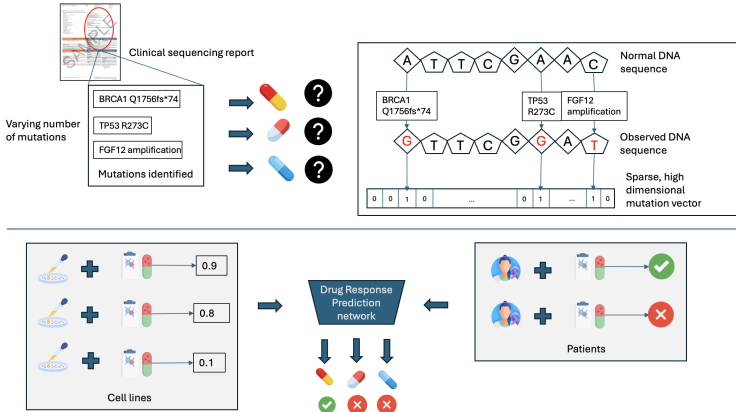 SAMPLE
Clinical sequencing report
Varying number
of mutations
BRCA1 Q1756fs*74
TP53 R273C
FGF12 amplification
Mutations identified
?
?
?
A T T C G A A C
Normal DNA
sequence
BRCA1
Q1756fs*74
TP53
R273C
FGF12
amplification
G T T C G G A T
Observed DNA
sequence
Sparse, high
dimensional
mutation vector
0 0 1 0 ... 0 1 ... 1 0
0.9
0.8
0.1
Cell lines
Drug Response
Prediction
network
Patients